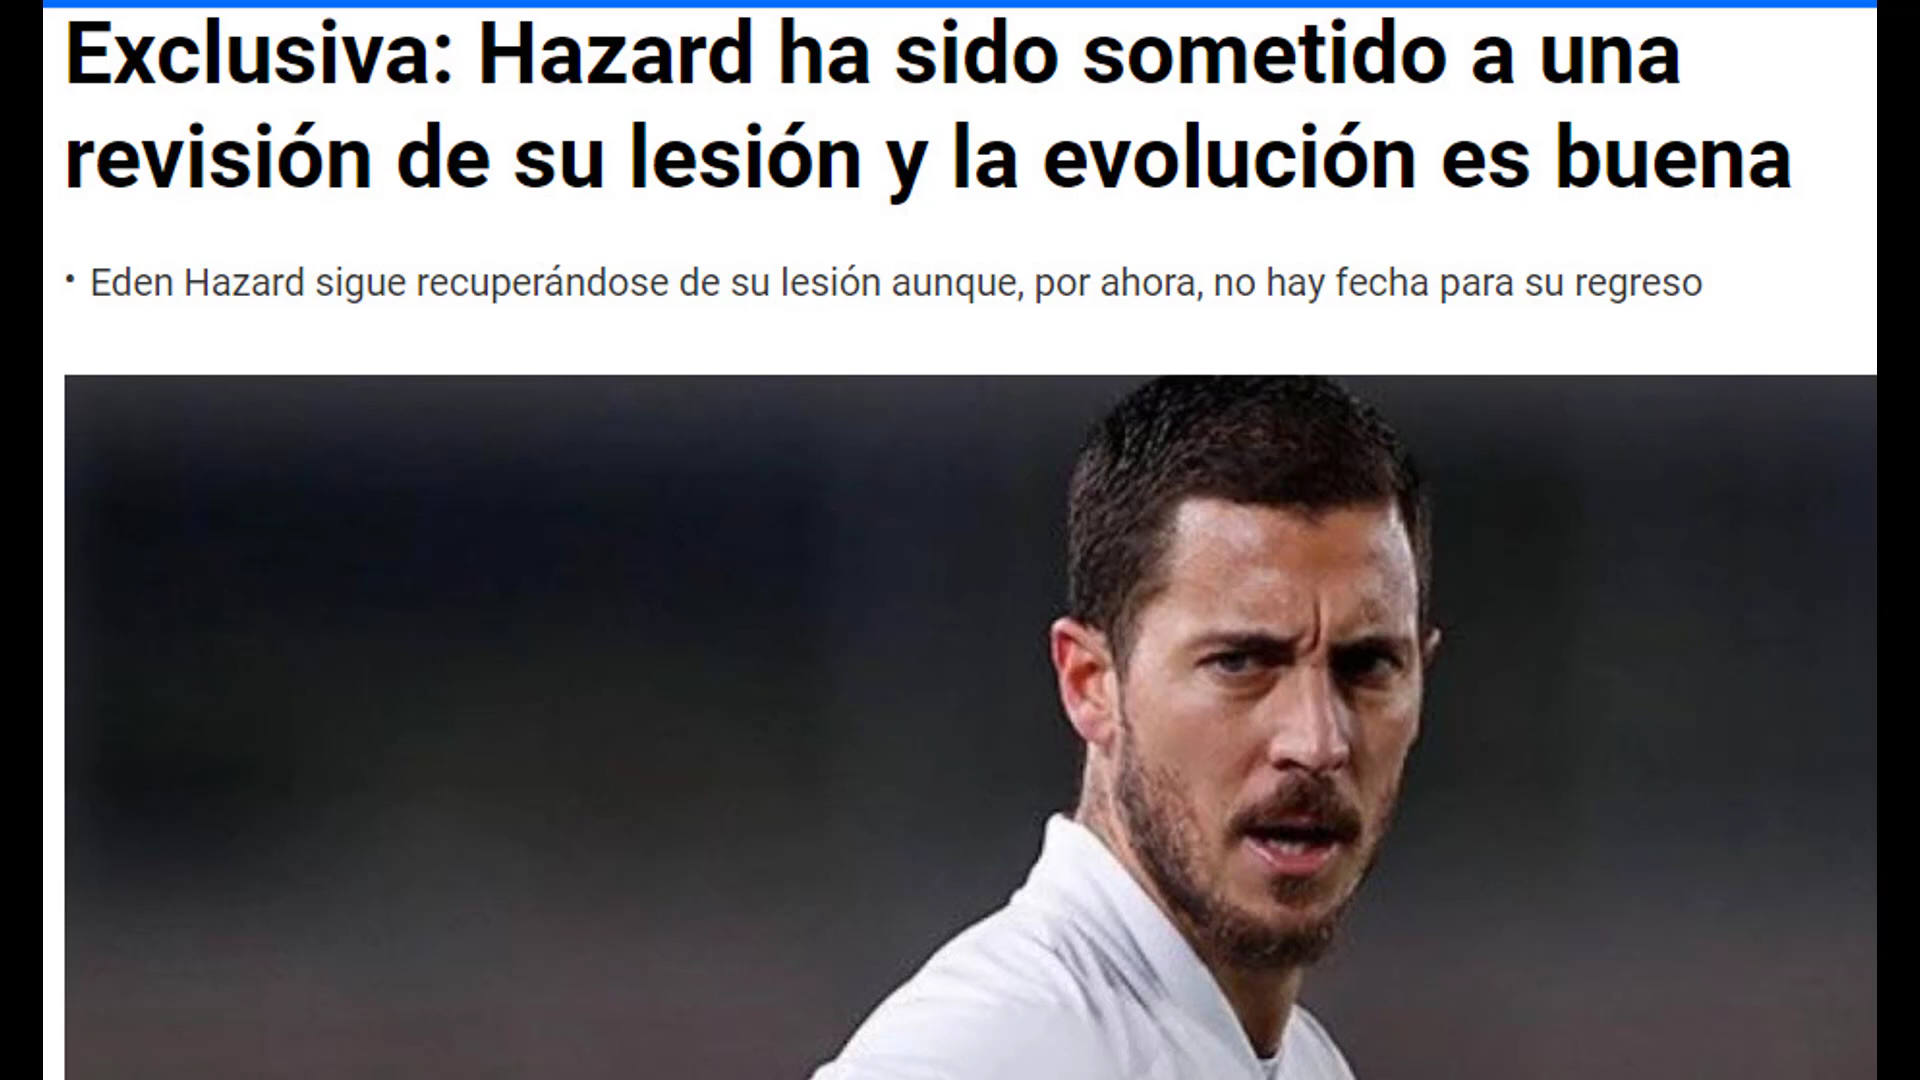 Exclusiva: Hazard ha sido sometido a una
revisión de su lesión y la evolución es buena
• Eden Hazard sigue recuperándose de su lesión aunque, por ahora, no hay fecha para su regreso